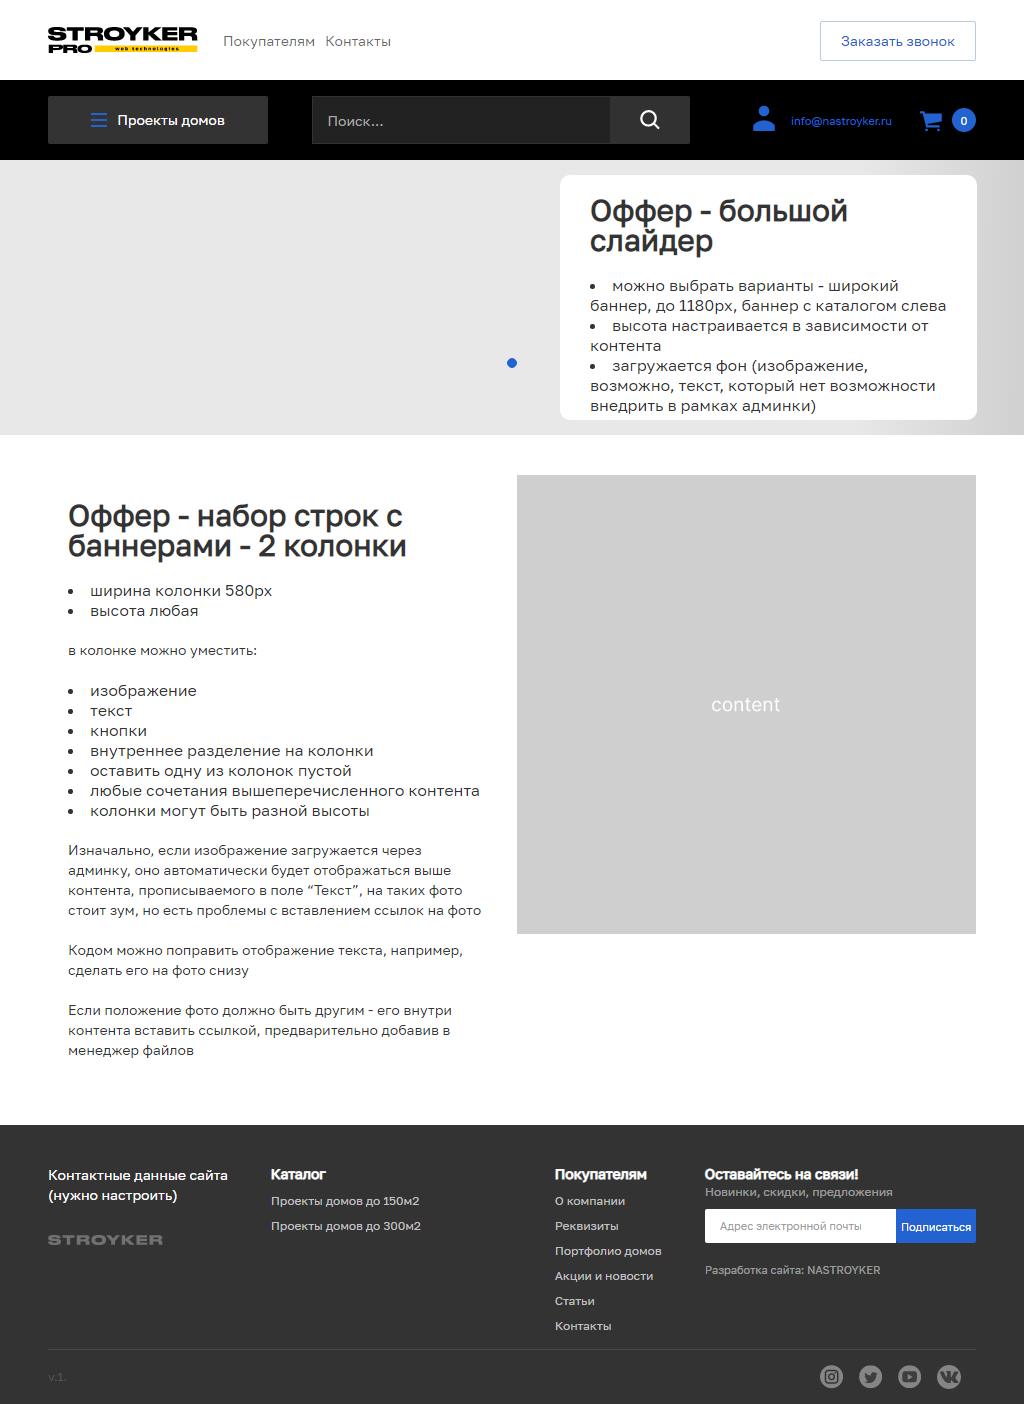 STROYKER
PRO web technologies
Покупателям Контакты
Заказать звонок
Проекты домов
Поиск...
info@nastroyker.ru
0
Оффер - большой
слайдер
• можно выбрать варианты - широкий
баннер, до 1180px, баннер с каталогом слева
• высота настраивается в зависимости от
контента
• загружается фон (изображение,
возможно, текст, который нет возможности
внедрить в рамках админки)
Оффер - набор строк с
баннерами - 2 колонки
• ширина колонки 580px
• высота любая
в колонке можно уместить:
• изображение
• текст
• кнопки
• внутреннее разделение на колонки
• оставить одну из колонок пустой
• любые сочетания вышеперечисленного контента
• колонки могут быть разной высоты
Изначально, если изображение загружается через
админку, оно автоматически будет отображаться выше
контента, прописываемого в поле “Текст”, на таких фото
стоит зум, но есть проблемы с вставлением ссылок на фото
Кодом можно поправить отображение текста, например,
сделать его на фото снизу
Если положение фото должно быть другим - его внутри
контента вставить ссылкой, предварительно добавив в
менеджер файлов
content
Контактные данные сайта
(нужно настроить)
STROYKER
Каталог
Проекты домов до 150м2
Проекты домов до 300м2
Покупателям
О компании
Реквизиты
Портфолио домов
Акции и новости
Статьи
Контакты
Оставайтесь на связи!
Новинки, скидки, предложения
Адрес электронной почты
Подписаться
Разработка сайта: NASTROYKER
v.1.